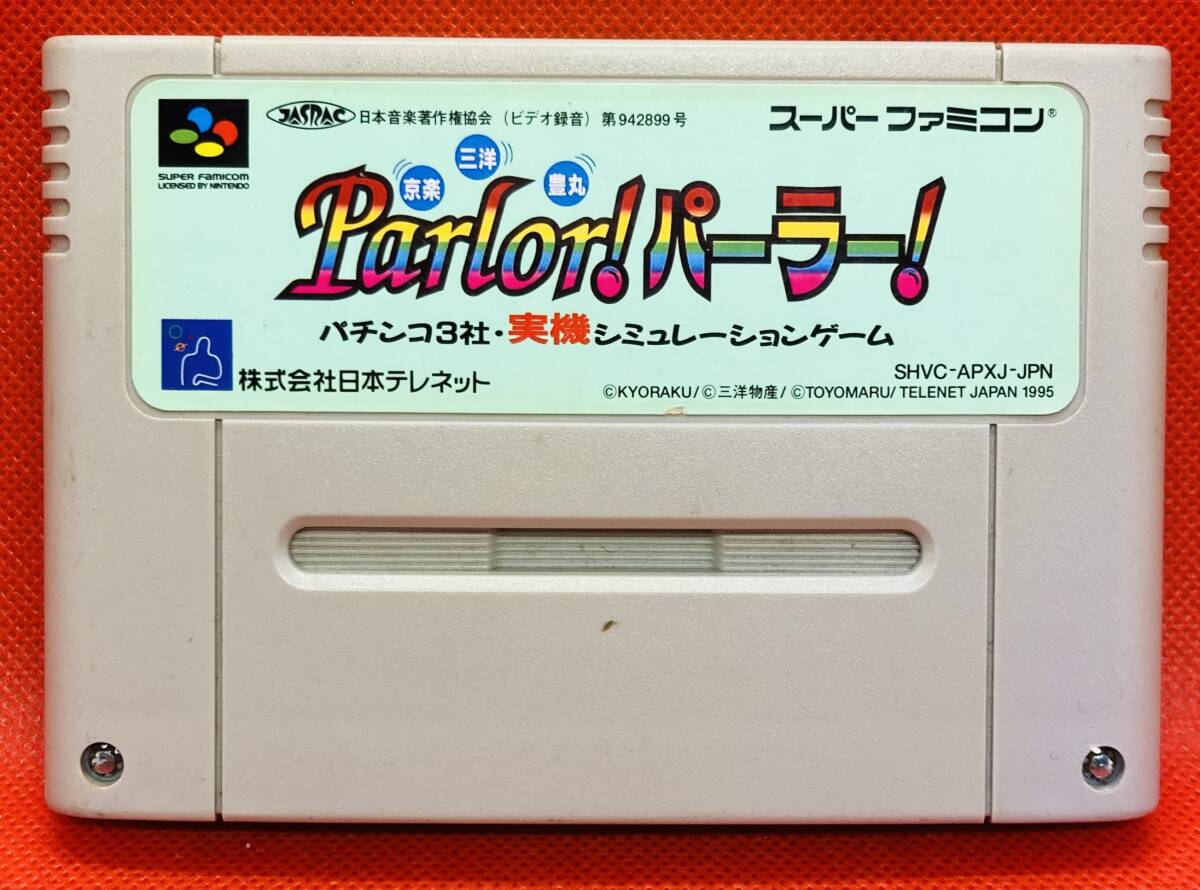 JASRAC 日本音楽著作権協会 (ビデオ録音) 第942899号
スーパーファミコン®
SUPER FAMICOM
LICENSED BY NINTENDO
京楽 三洋 豊丸
Parlor! パーラー!
パチンコ3社・実機シミュレーションゲーム
株式会社日本テレネット
SHVC-APXJ-JPN
©KYORAKU/©三洋物産/©TOYOMARU/TELENET JAPAN 1995